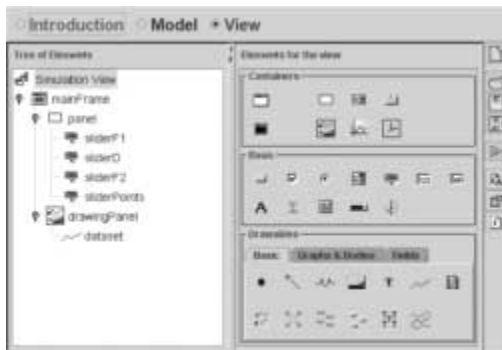 Introduction Model View
Tree of Elements
Simulation View
mainFrame
panel
sliderF1
sliderD
sliderF2
sliderPoints
drawingPanel
dataset
Elements for the view
Containers
Basic
Drawables
Basic Graphs & Bodies Fields